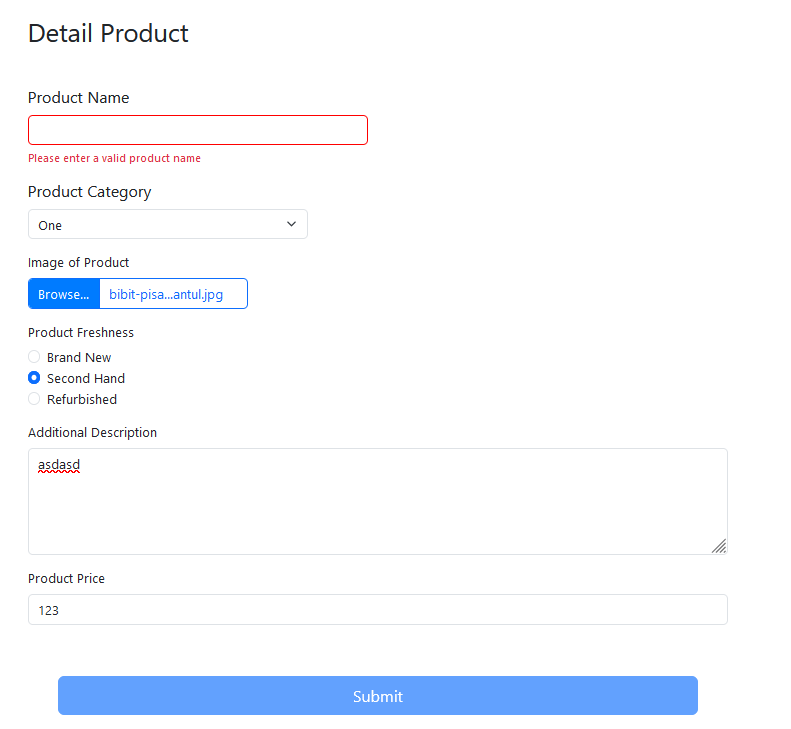 Detail Product
Product Name
Please enter a valid product name
Product Category
One
Image of Product
Browse... bibit-pisa...antul.jpg
Product Freshness
Brand New
Second Hand
Refurbished
Additional Description
asdasd
Product Price
123
Submit